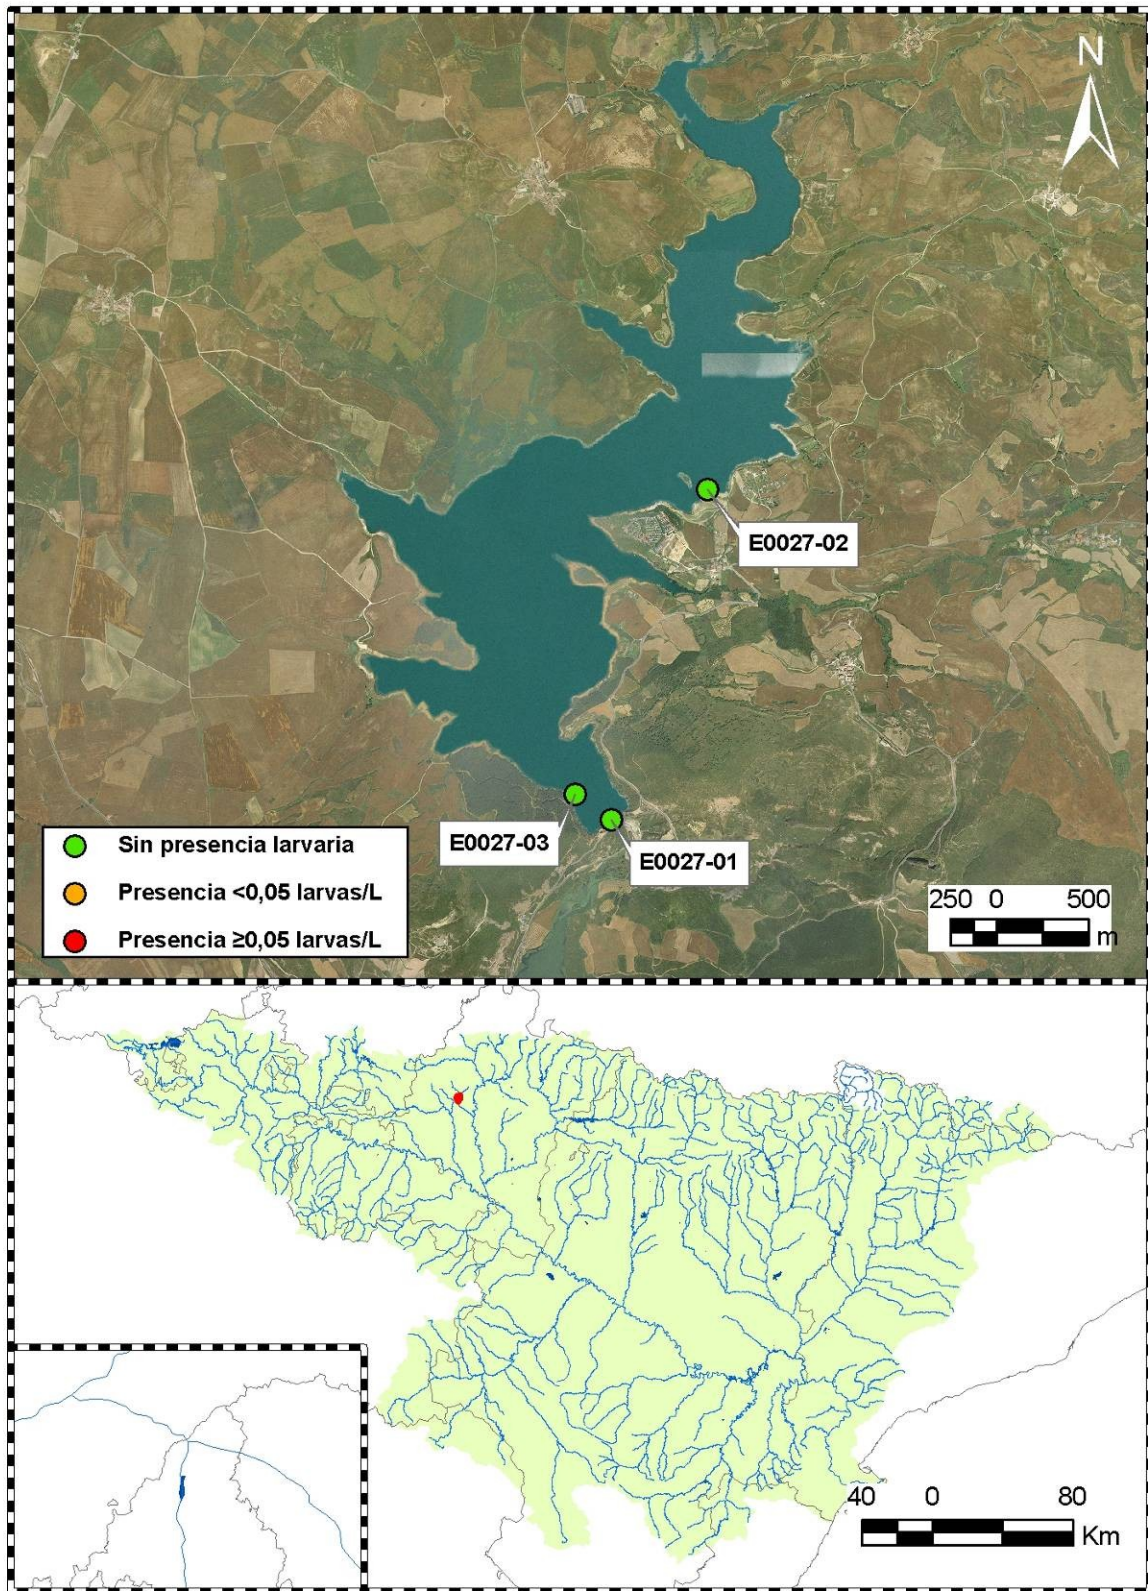 N
E0027-02
E0027-03
E0027-01
Sin presencia larvaria
Presencia <0,05 larvas/L
Presencia ≥0,05 larvas/L
250 0 500
m
40 0 80
Km